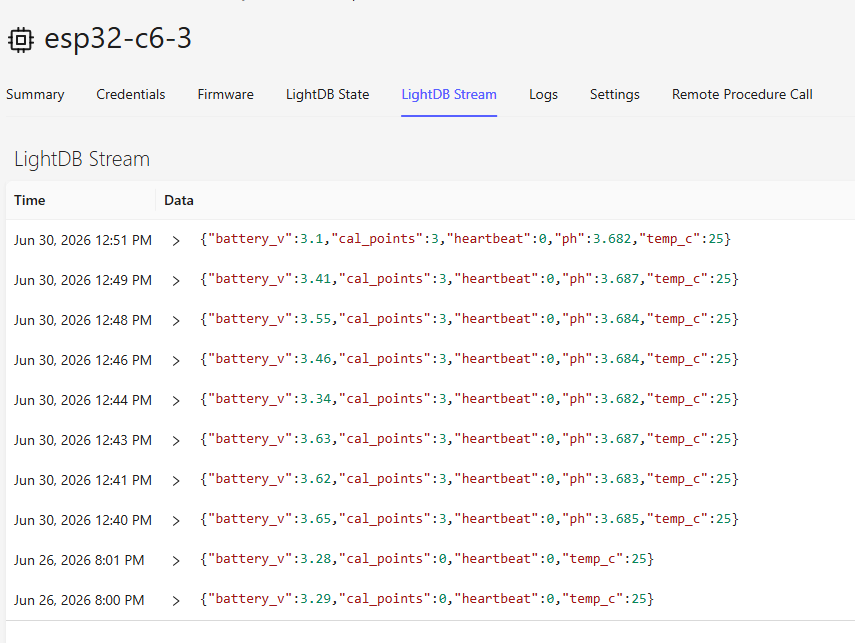 esp32-c6-3
Summary Credentials Firmware LightDB State LightDB Stream Logs Settings Remote Procedure Call
LightDB Stream
Time Data
Jun 30, 2026 12:51 PM > {"battery_v":3.1,"cal_points":3,"heartbeat":0,"ph":3.682,"temp_c":25}
Jun 30, 2026 12:49 PM > {"battery_v":3.41,"cal_points":3,"heartbeat":0,"ph":3.687,"temp_c":25}
Jun 30, 2026 12:48 PM > {"battery_v":3.55,"cal_points":3,"heartbeat":0,"ph":3.684,"temp_c":25}
Jun 30, 2026 12:46 PM > {"battery_v":3.46,"cal_points":3,"heartbeat":0,"ph":3.684,"temp_c":25}
Jun 30, 2026 12:44 PM > {"battery_v":3.34,"cal_points":3,"heartbeat":0,"ph":3.682,"temp_c":25}
Jun 30, 2026 12:43 PM > {"battery_v":3.63,"cal_points":3,"heartbeat":0,"ph":3.687,"temp_c":25}
Jun 30, 2026 12:41 PM > {"battery_v":3.62,"cal_points":3,"heartbeat":0,"ph":3.683,"temp_c":25}
Jun 30, 2026 12:40 PM > {"battery_v":3.65,"cal_points":3,"heartbeat":0,"ph":3.685,"temp_c":25}
Jun 26, 2026 8:01 PM > {"battery_v":3.28,"cal_points":0,"heartbeat":0,"temp_c":25}
Jun 26, 2026 8:00 PM > {"battery_v":3.29,"cal_points":0,"heartbeat":0,"temp_c":25}